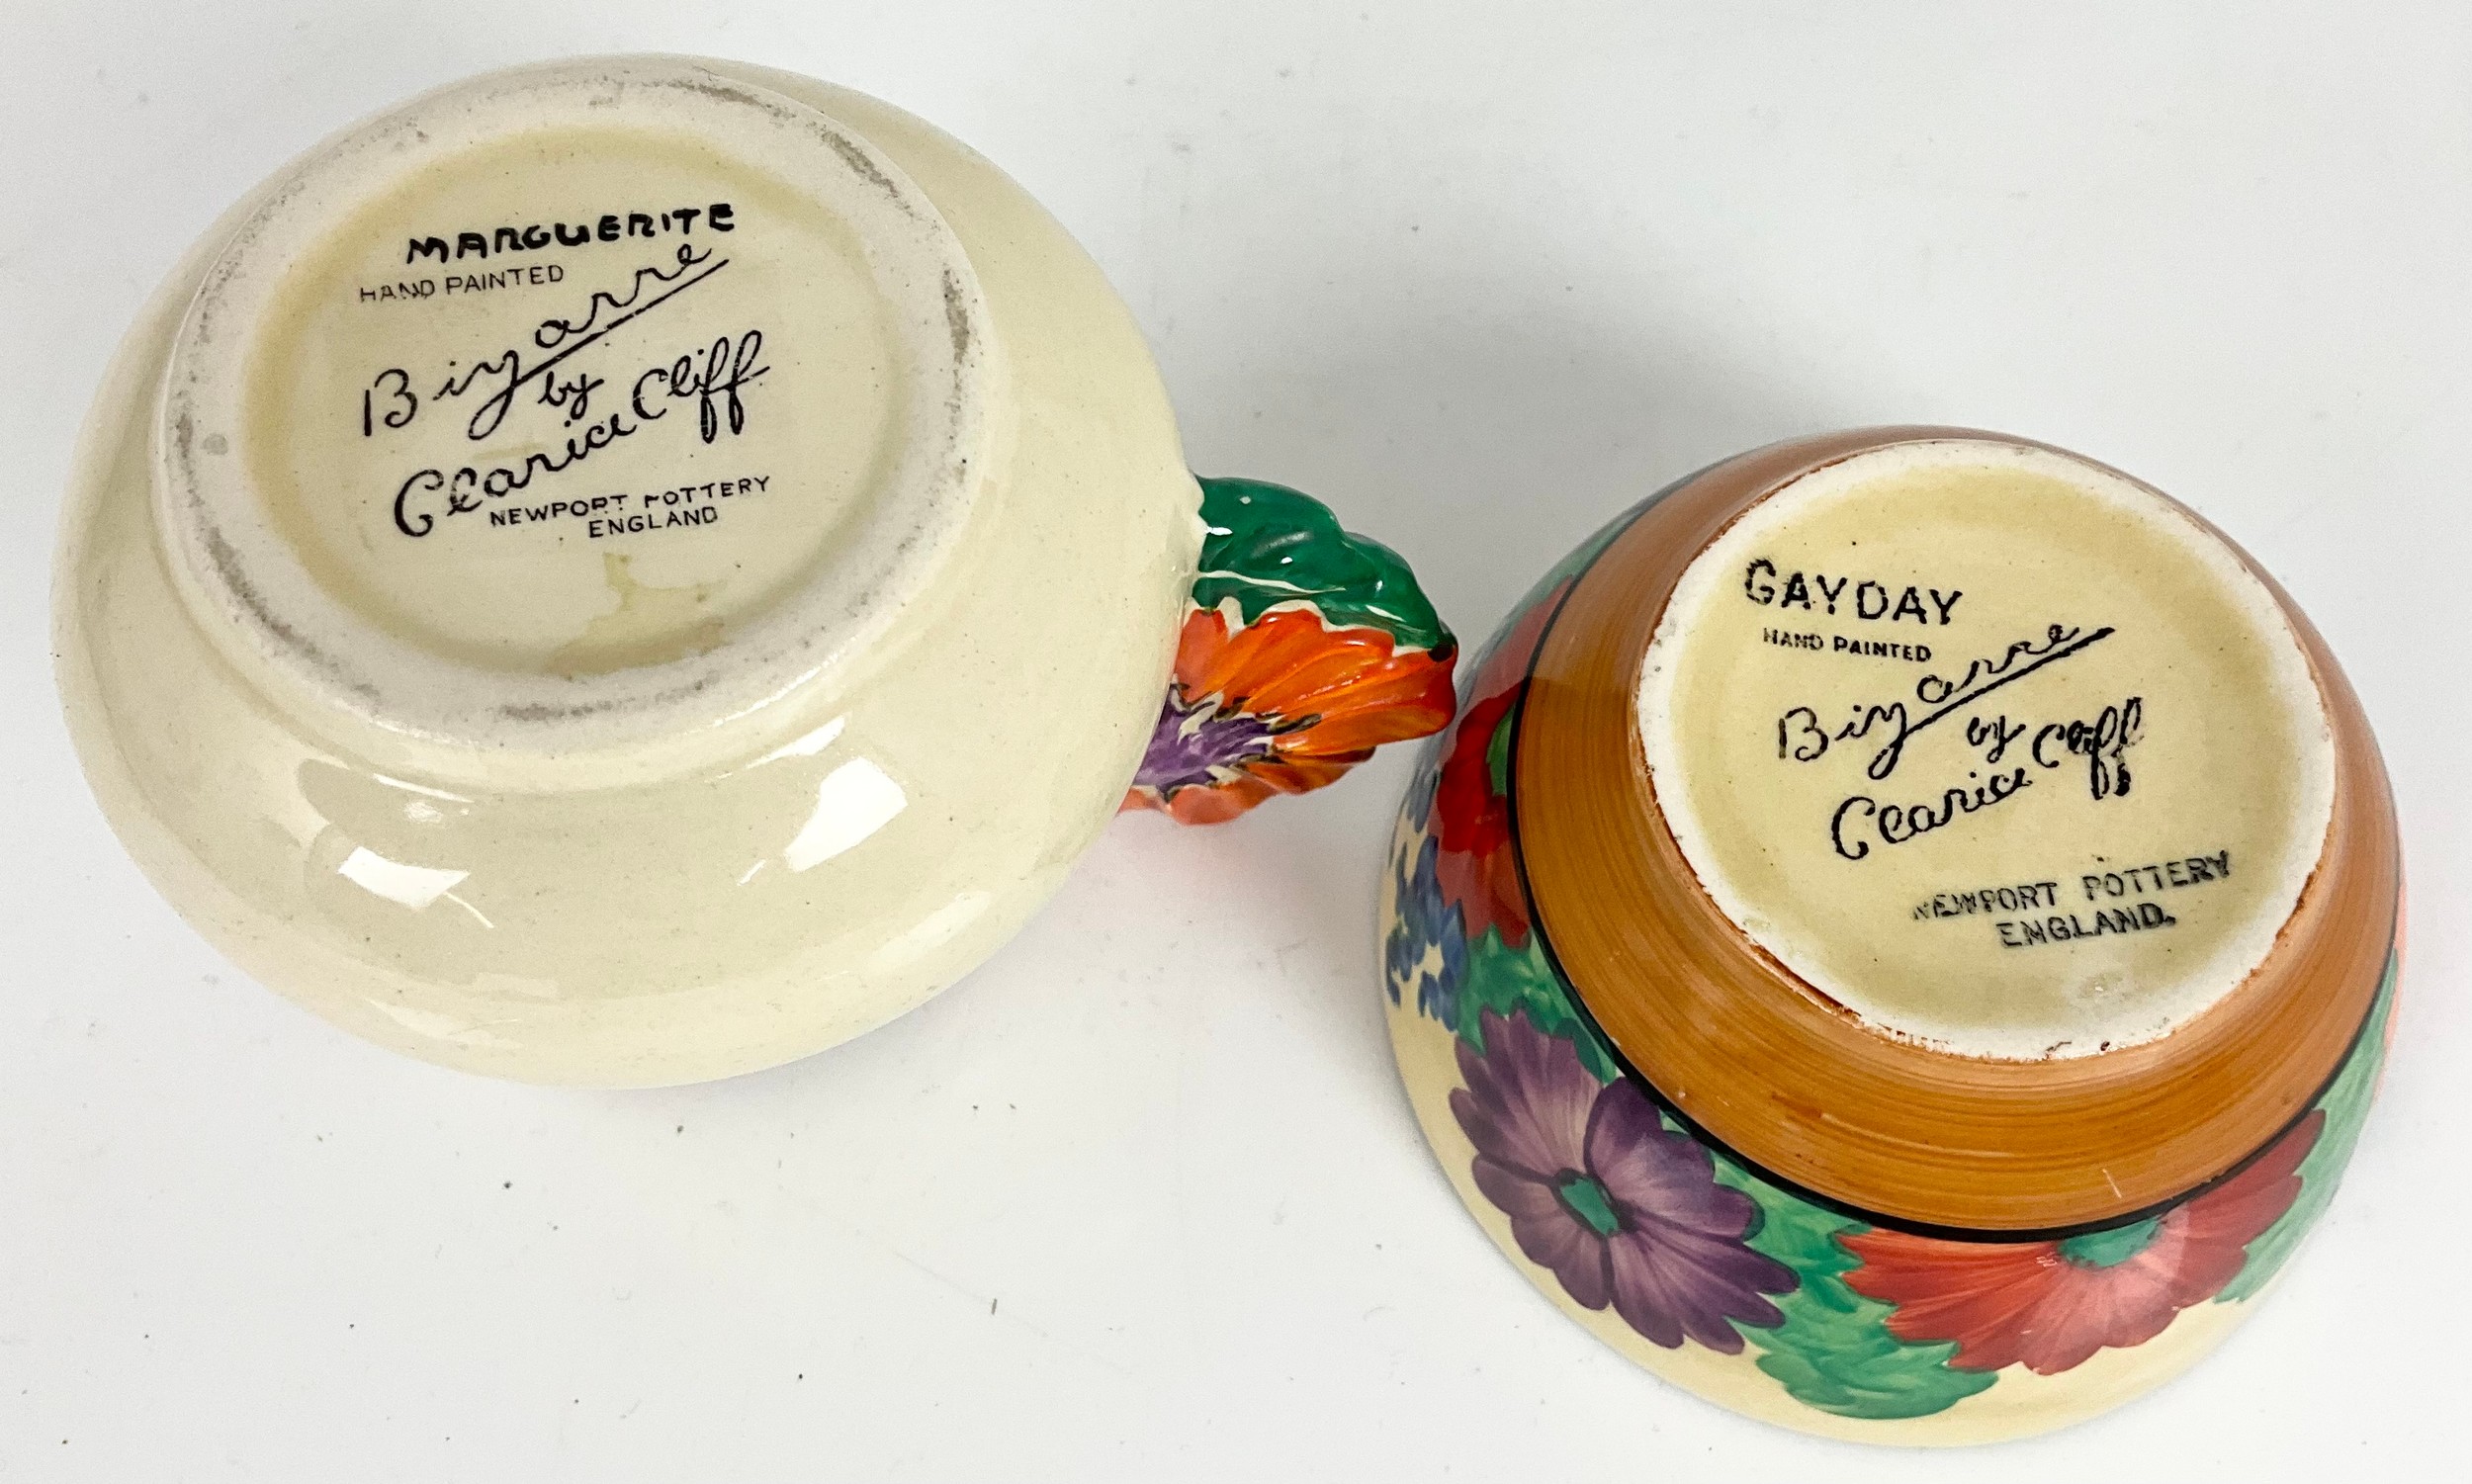 MARGUERITE
HAND PAINTED
Bizarre
by
Clarice Cliff
NEWPORT POTTERY
ENGLAND
GAYDAY
HAND PAINTED
Bizarre
by
Clarice Cliff
NEWPORT POTTERY
ENGLAND.